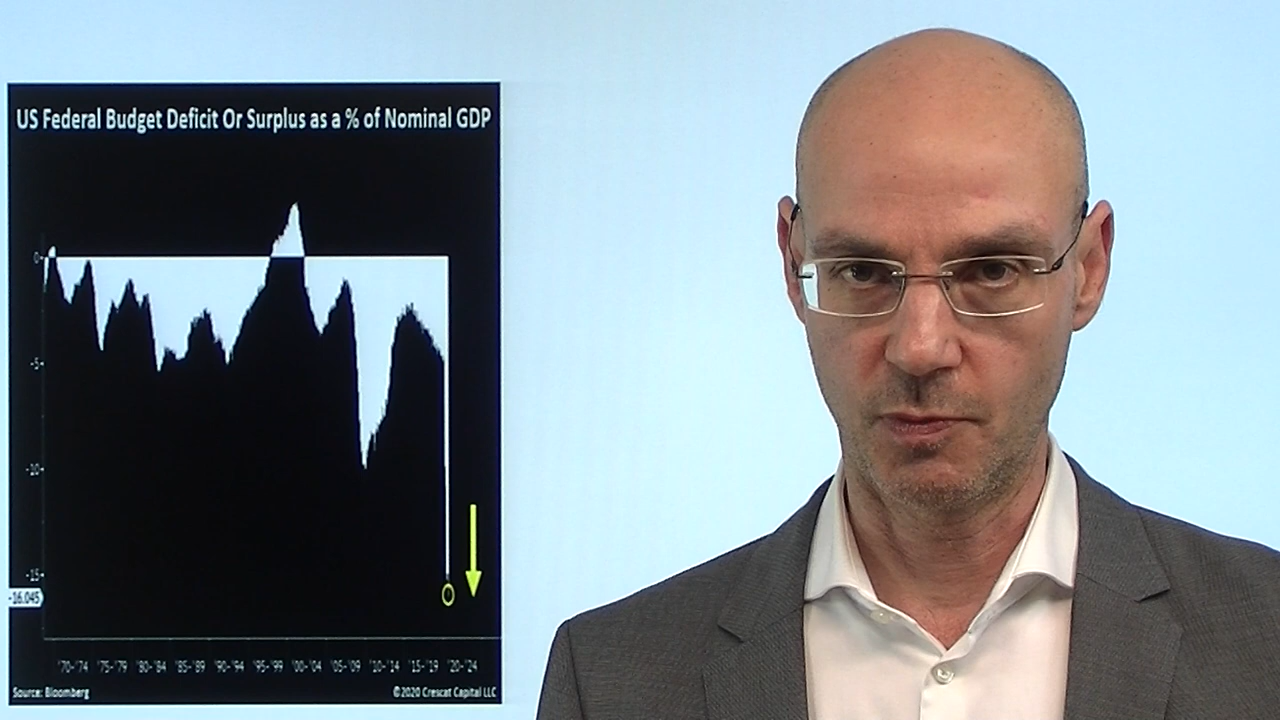 US Federal Budget Deficit Or Surplus as a % of Nominal GDP
0
-5
-10
-15
-16.045
'70-'74 '75-'79 '80-'84 '85-'89 '90-'94 '95-'99 '00-'04 '05-'09 '10-'14 '15-'19 '20-'24
Source: Bloomberg ©2020 Crescat Capital LLC